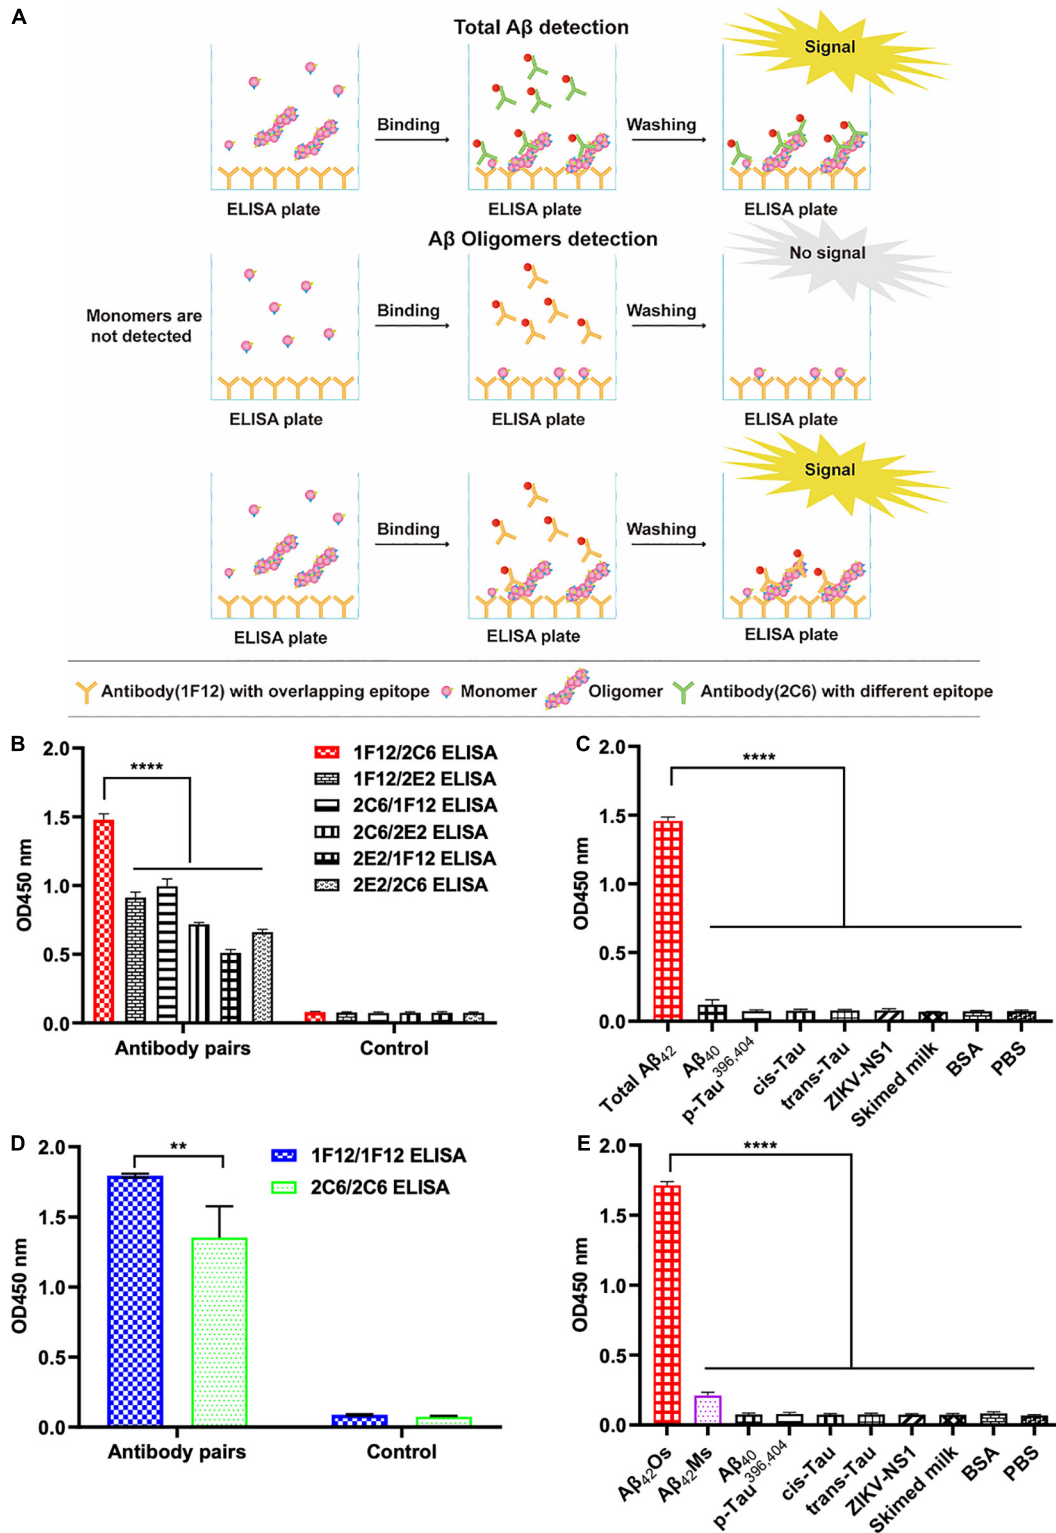 A
Total Aβ detection
Signal
Binding
Washing
ELISA plate
ELISA plate
ELISA plate
Aβ Oligomers detection
No signal
Monomers are
not detected
Binding
Washing
ELISA plate
ELISA plate
ELISA plate
Signal
Binding
Washing
ELISA plate
ELISA plate
ELISA plate
Antibody(1F12) with overlapping epitope
Monomer
Oligomer
Antibody(2C6) with different epitope
B
2.0
1.5
1.0
0.5
0.0
OD450 nm
****
1F12/2C6 ELISA
1F12/2E2 ELISA
2C6/1F12 ELISA
2C6/2E2 ELISA
2E2/1F12 ELISA
2E2/2C6 ELISA
Antibody pairs
Control
C
2.0
1.5
1.0
0.5
0.0
OD450 nm
****
Total Aβ42
Aβ40
p-Tau396,404
cis-Tau
trans-Tau
ZIKV-NS1
Skimed milk
BSA
PBS
D
2.0
1.5
1.0
0.5
0.0
OD450 nm
**
1F12/1F12 ELISA
2C6/2C6 ELISA
Antibody pairs
Control
E
2.0
1.5
1.0
0.5
0.0
OD450 nm
****
Aβ42Os
Aβ42Ms
Aβ40
p-Tau396,404
cis-Tau
trans-Tau
ZIKV-NS1
Skimed milk
BSA
PBS